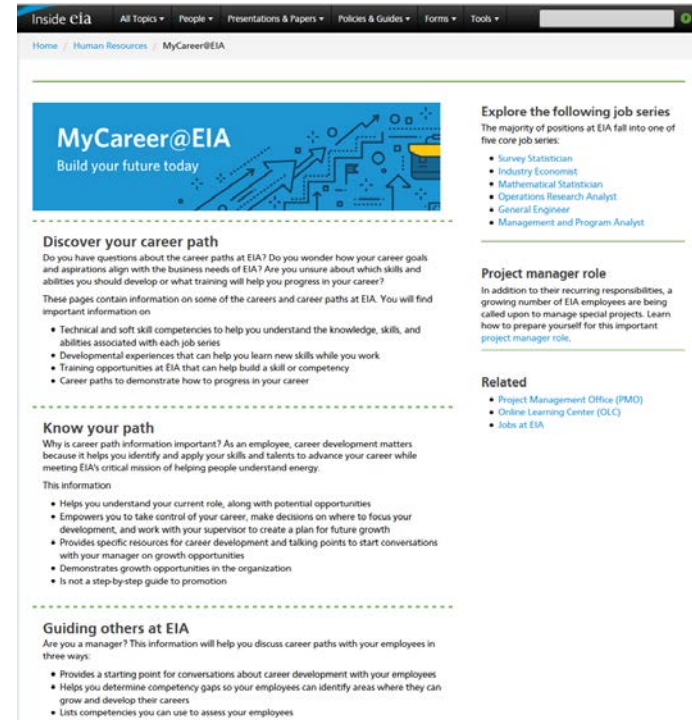 Inside eia All Topics ▾ People ▾ Presentations & Papers ▾ Policies & Guides ▾ Forms ▾ Tools ▾
Home / Human Resources / MyCareer@EIA
MyCareer@EIA
Build your future today
Discover your career path
Do you have questions about the career paths at EIA? Do you wonder how your career goals
and aspirations align with the business needs of EIA? Are you unsure about which skills and
abilities you should develop or what training will help you progress in your career?
These pages contain information on some of the careers and career paths at EIA. You will find
important information on
• Technical and soft skill competencies to help you understand the knowledge, skills, and
abilities associated with each job series
• Developmental experiences that can help you learn new skills while you work
• Training opportunities at EIA that can help build a skill or competency
• Career paths to demonstrate how to progress in your career
Know your path
Why is career path information important? As an employee, career development matters
because it helps you identify and apply your skills and talents to advance your career while
meeting EIA's critical mission of helping people understand energy.
This information
• Helps you understand your current role, along with potential opportunities
• Empowers you to take control of your career, make decisions on where to focus your
development, and work with your supervisor to create a plan for future growth
• Provides specific resources for career development and talking points to start conversations
with your manager on growth opportunities
• Demonstrates growth opportunities in the organization
• Is not a step-by-step guide to promotion
Guiding others at EIA
Are you a manager? This information will help you discuss career paths with your employees in
three ways:
• Provides a starting point for conversations about career development with your employees
• Helps you determine competency gaps so your employees can identify areas where they can
grow and develop their careers
• Lists competencies you can use to assess your employees
Explore the following job series
The majority of positions at EIA fall into one of
five core job series:
• Survey Statistician
• Industry Economist
• Mathematical Statistician
• Operations Research Analyst
• General Engineer
• Management and Program Analyst
Project manager role
In addition to their recurring responsibilities, a
growing number of EIA employees are being
called upon to manage special projects. Learn
how to prepare yourself for this important
project manager role.
Related
• Project Management Office (PMO)
• Online Learning Center (OLC)
• Jobs at EIA